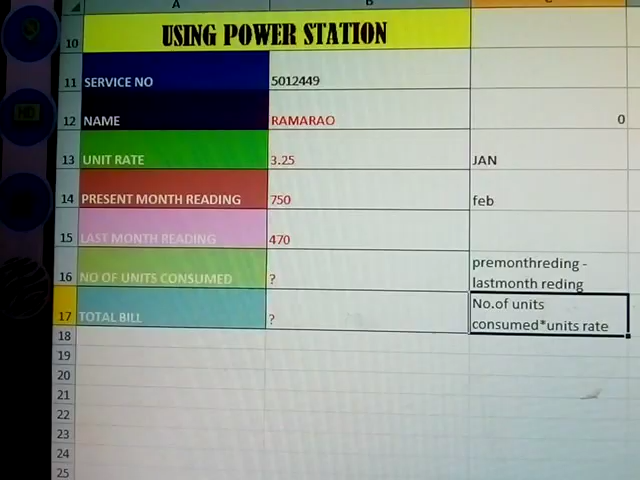 A B C
10 USING POWER STATION
11 SERVICE NO 5012449
12 NAME RAMARAO 0
13 UNIT RATE 3.25 JAN
14 PRESENT MONTH READING 750 feb
15 LAST MONTH READING 470
16 NO OF UNITS CONSUMED ? premonthreding -
lastmonth reding
17 TOTAL BILL ? No.of units
consumed*units rate
18
19
20
21
22
23
24
25